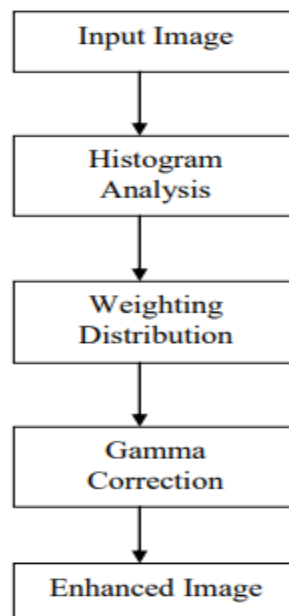 Input Image
Histogram
Analysis
Weighting
Distribution
Gamma
Correction
Enhanced Image